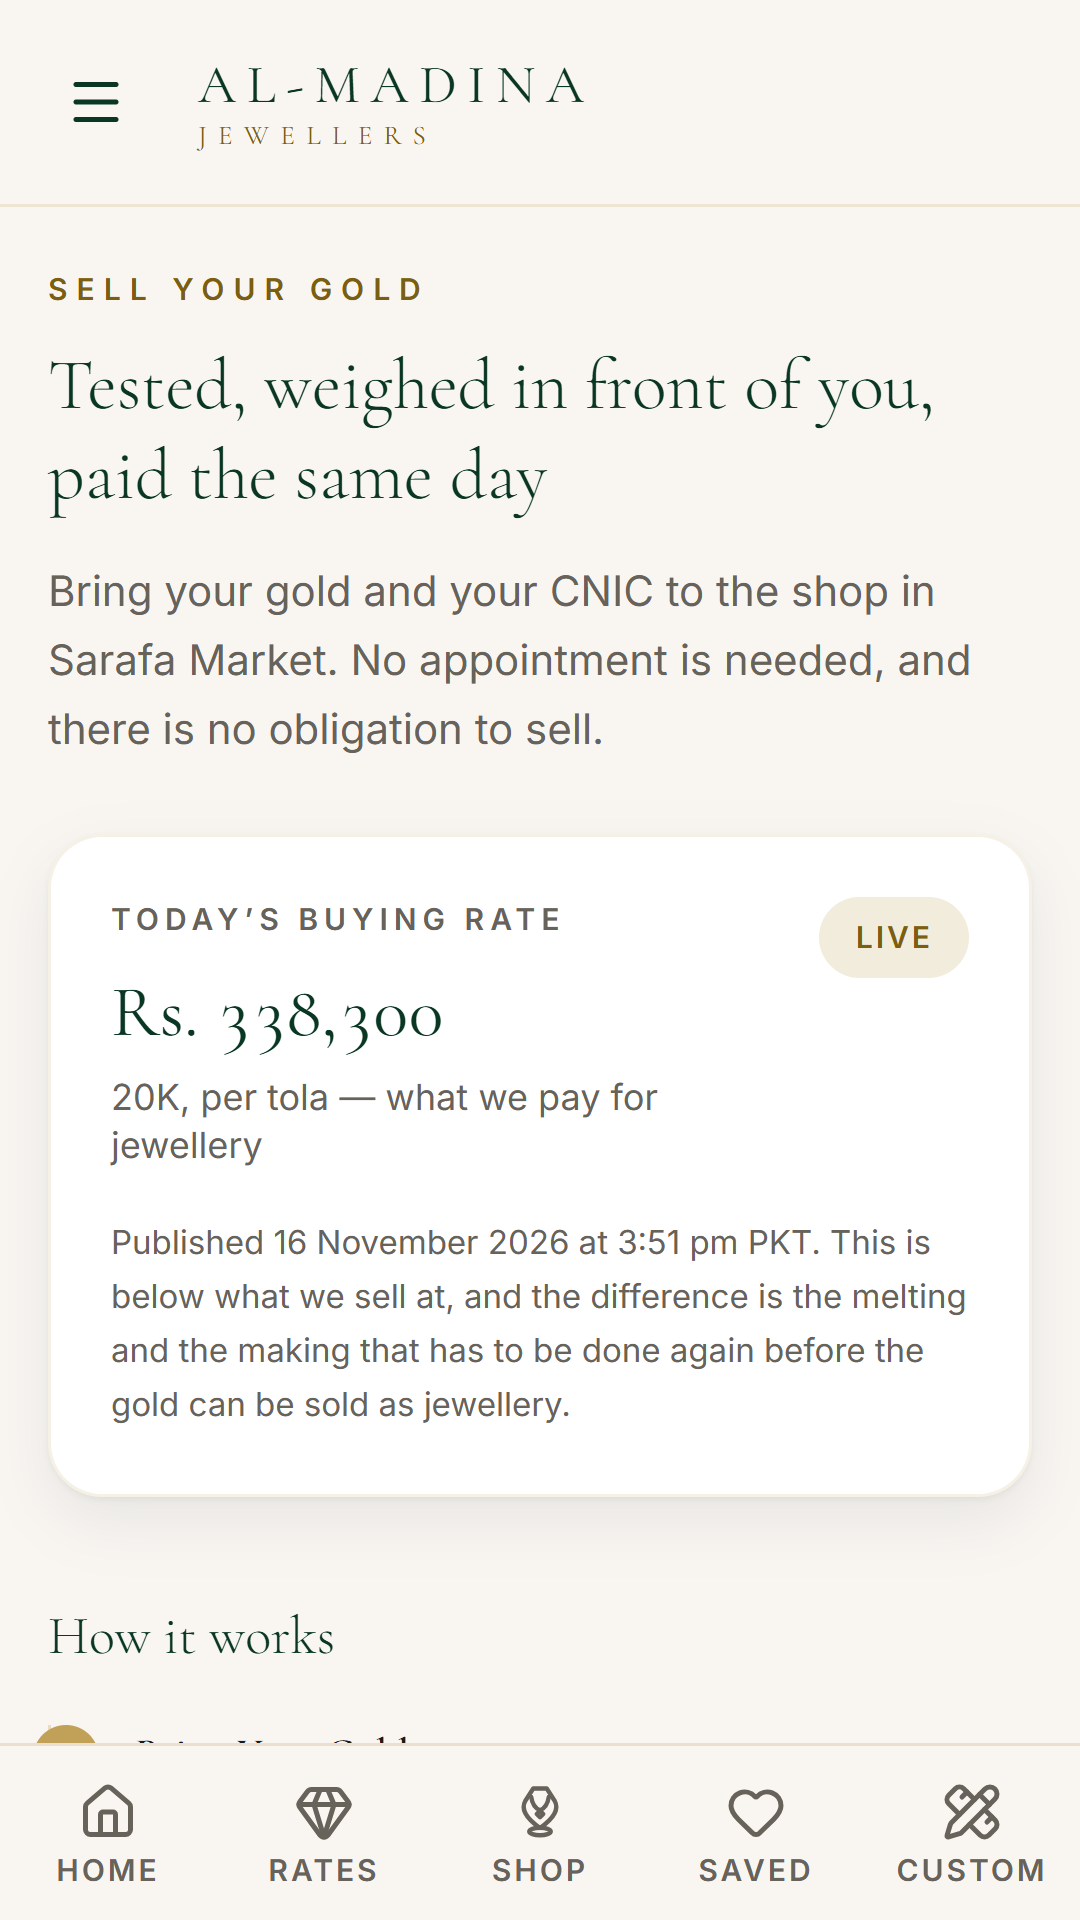 AL-MADINA
JEWELLERS
SELL YOUR GOLD
Tested, weighed in front of you,
paid the same day
Bring your gold and your CNIC to the shop in
Sarafa Market. No appointment is needed, and
there is no obligation to sell.
TODAY’S BUYING RATE
LIVE
Rs. 338,300
20K, per tola — what we pay for
jewellery
Published 16 November 2026 at 3:51 pm PKT. This is
below what we sell at, and the difference is the melting
and the making that has to be done again before the
gold can be sold as jewellery.
How it works
HOME
RATES
SHOP
SAVED
CUSTOM